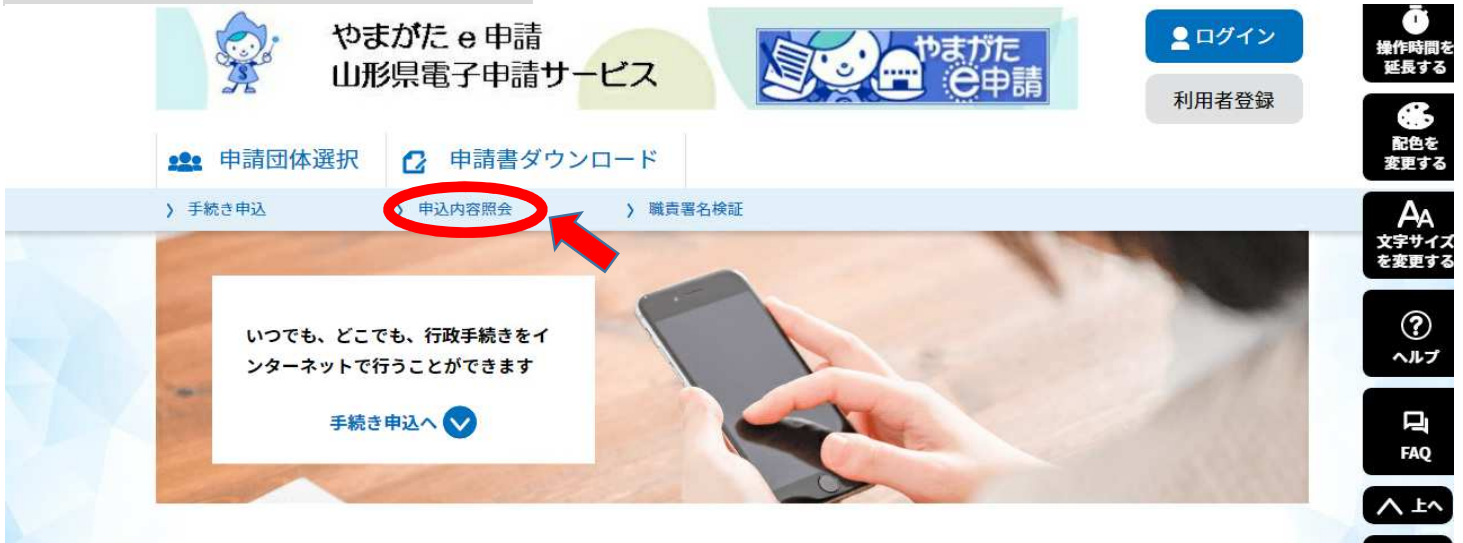 やまがた e 申請
山形県電子申請サービス
やまがた
e申請
S
ログイン
利用者登録
申請団体選択
申請書ダウンロード
手続き申込
申込内容照会
職責署名検証
いつでも、どこでも、行政手続きをイ
ンターネットで行うことができます
手続き申込へ
操作時間を
延長する
配色を
変更する
AA
文字サイズ
を変更する
?
ヘルプ
FAQ
上へ